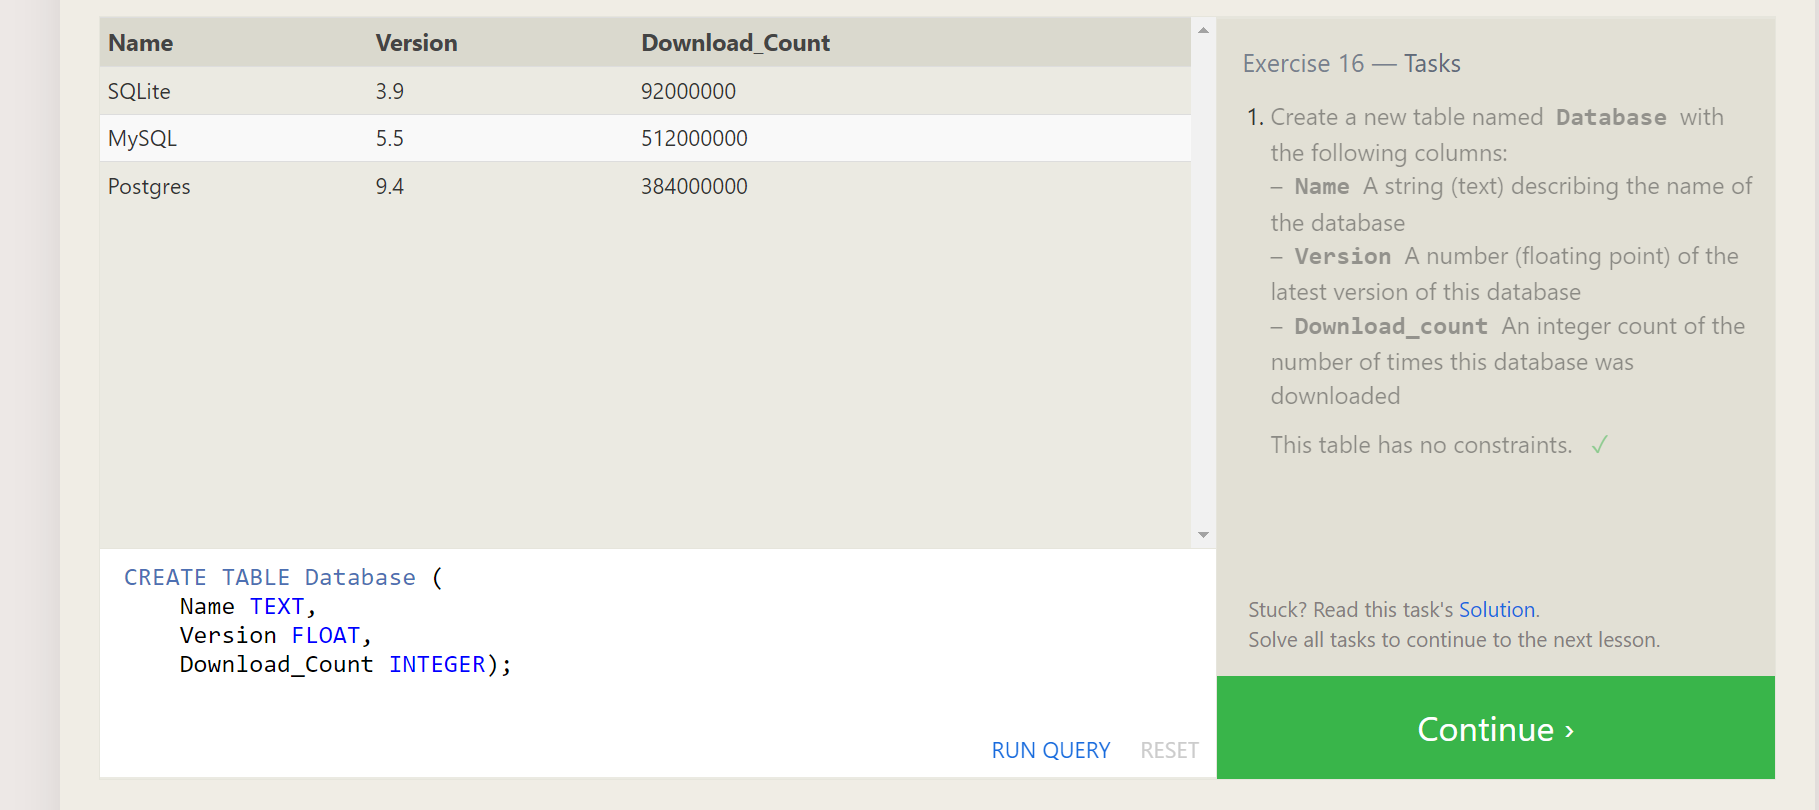 Name Version Download_Count
SQLite 3.9 92000000
MySQL 5.5 512000000
Postgres 9.4 384000000
CREATE TABLE Database (
Name TEXT,
Version FLOAT,
Download_Count INTEGER);
RUN QUERY RESET
Exercise 16 — Tasks
1. Create a new table named Database with
the following columns:
– Name A string (text) describing the name of
the database
– Version A number (floating point) of the
latest version of this database
– Download_count An integer count of the
number of times this database was
downloaded
This table has no constraints. ✓
Stuck? Read this task's Solution.
Solve all tasks to continue to the next lesson.
Continue ›